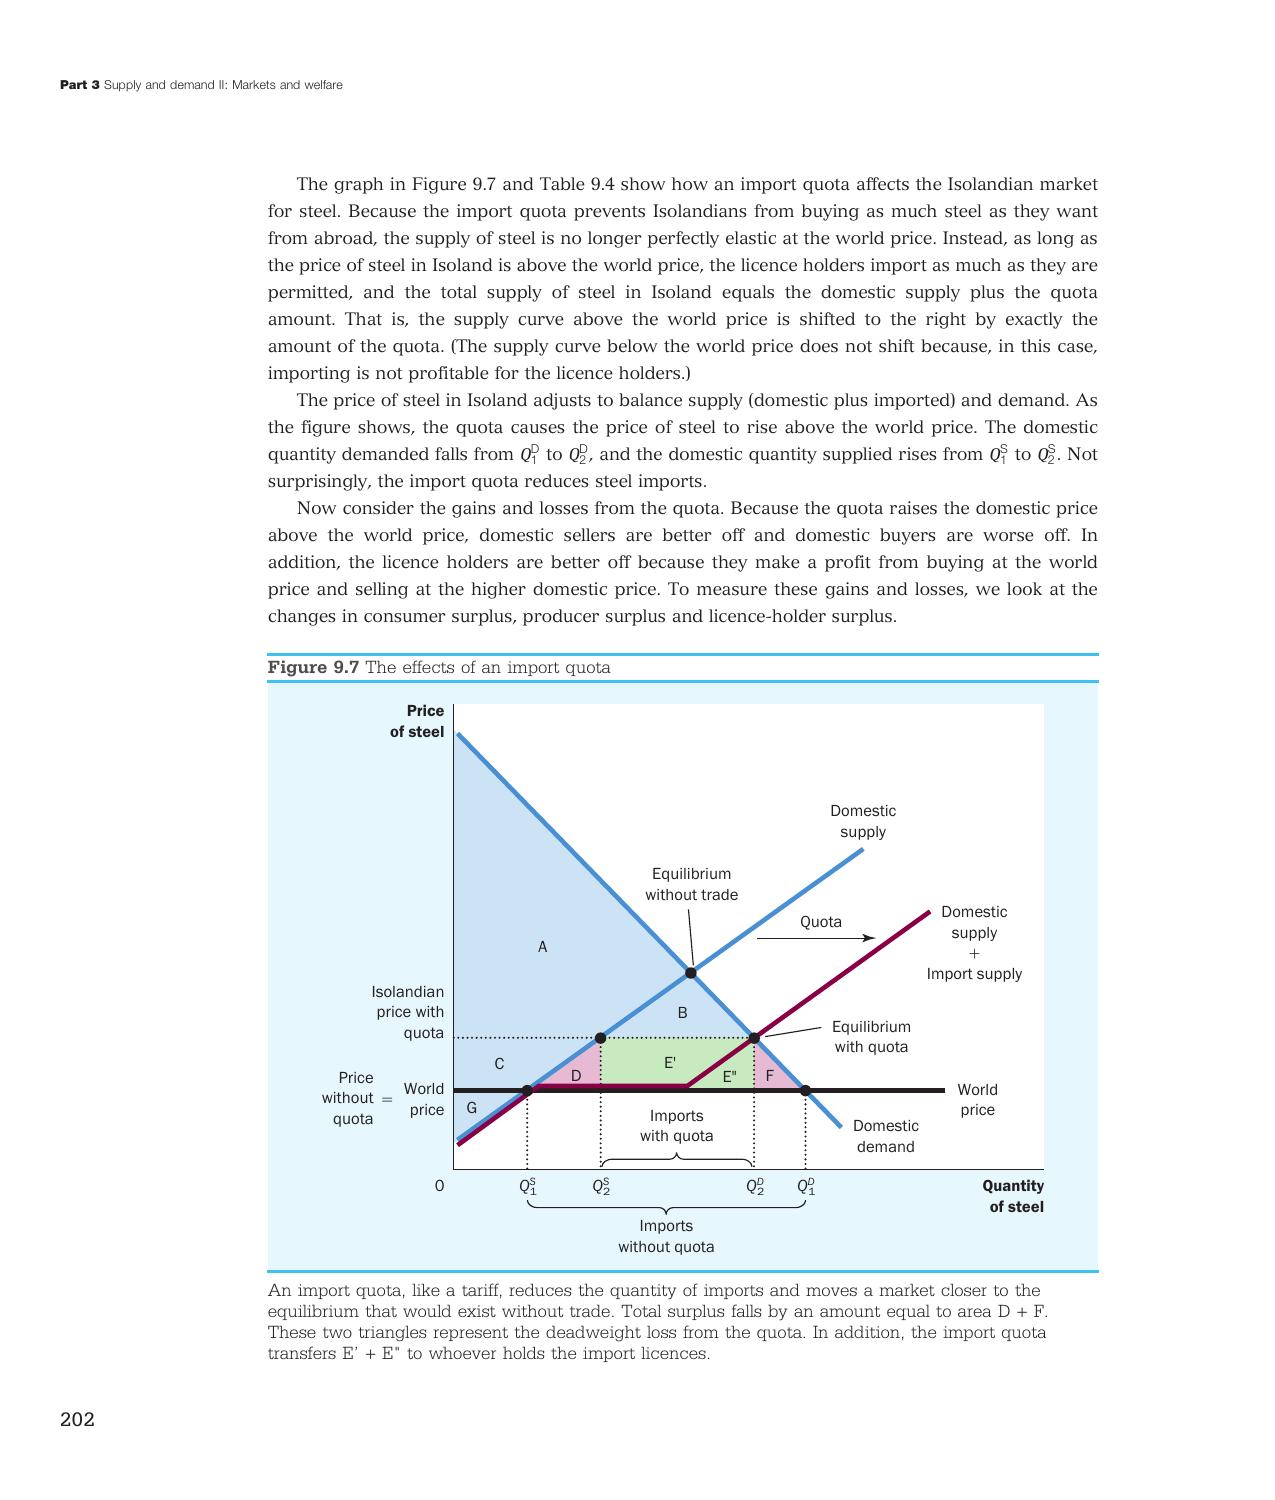 Part 3 Supply and demand II: Markets and welfare
The graph in Figure 9.7 and Table 9.4 show how an import quota affects the Isolandian market
for steel. Because the import quota prevents Isolandians from buying as much steel as they want
from abroad, the supply of steel is no longer perfectly elastic at the world price. Instead, as long as
the price of steel in Isoland is above the world price, the licence holders import as much as they are
permitted, and the total supply of steel in Isoland equals the domestic supply plus the quota
amount. That is, the supply curve above the world price is shifted to the right by exactly the
amount of the quota. (The supply curve below the world price does not shift because, in this case,
importing is not profitable for the licence holders.)
The price of steel in Isoland adjusts to balance supply (domestic plus imported) and demand. As
the figure shows, the quota causes the price of steel to rise above the world price. The domestic
quantity demanded falls from Q₁ᴰ to Q₂ᴰ, and the domestic quantity supplied rises from Q₁ˢ to Q₂ˢ. Not
surprisingly, the import quota reduces steel imports.
Now consider the gains and losses from the quota. Because the quota raises the domestic price
above the world price, domestic sellers are better off and domestic buyers are worse off. In
addition, the licence holders are better off because they make a profit from buying at the world
price and selling at the higher domestic price. To measure these gains and losses, we look at the
changes in consumer surplus, producer surplus and licence-holder surplus.
Figure 9.7 The effects of an import quota
Price
of steel
Domestic
supply
Equilibrium
without trade
Quota
Domestic
supply
+
Import supply
A
Isolandian
price with
quota
B
Equilibrium
with quota
C
D
E'
E"
F
Price
without =
quota
World
price
G
World
price
Imports
with quota
Domestic
demand
0
Q₁ˢ
Q₂ˢ
Q₂ᴰ
Q₁ᴰ
Quantity
of steel
Imports
without quota
An import quota, like a tariff, reduces the quantity of imports and moves a market closer to the
equilibrium that would exist without trade. Total surplus falls by an amount equal to area D + F.
These two triangles represent the deadweight loss from the quota. In addition, the import quota
transfers E’ + E" to whoever holds the import licences.
202